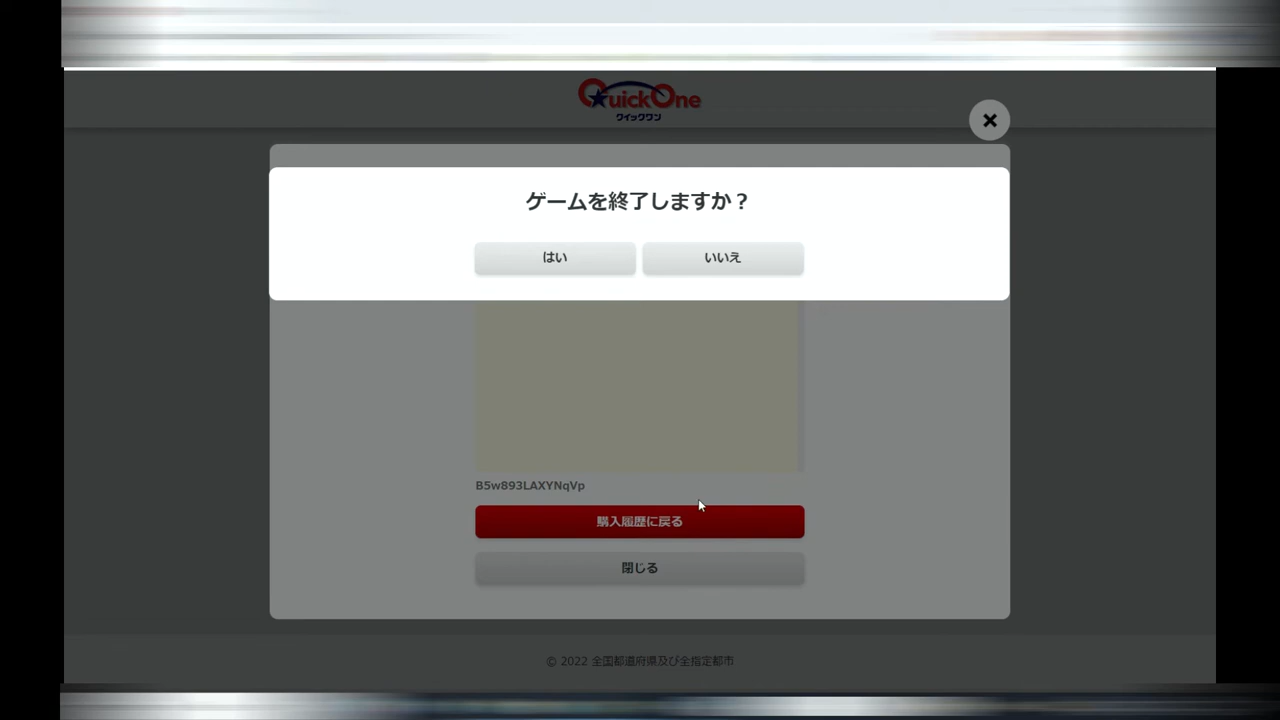 QuickOne
クイックワン
ゲームを終了しますか？
はい
いいえ
B5w893LAXYNqVp
購入履歴に戻る
閉じる
© 2022 全国都道府県及び全指定都市